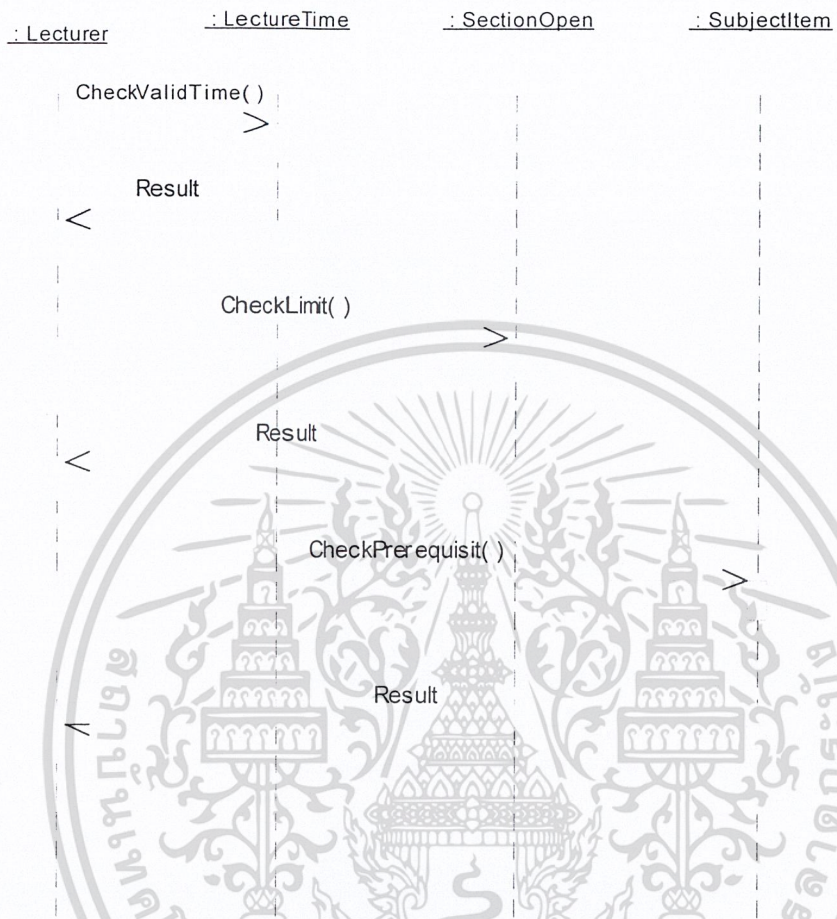 : Lecturer
: LectureTime
: SectionOpen
: SubjectItem
CheckValidTime( )
Result
CheckLimit( )
Result
CheckPrerequisit( )
Result